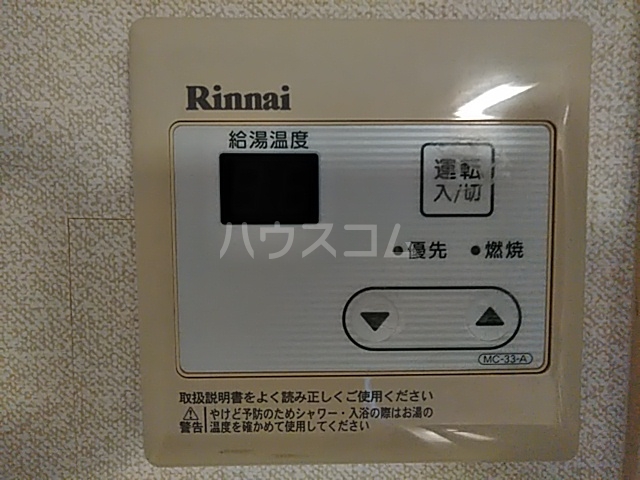 Rinnai
給湯温度
運転
入/切
ハウスコム
優先 燃焼
▼ ▲
MC-33-A
取扱説明書をよく読み正しくご使用ください
やけど予防のためシャワー・入浴の際はお湯の
警告 温度を確かめて使用してください